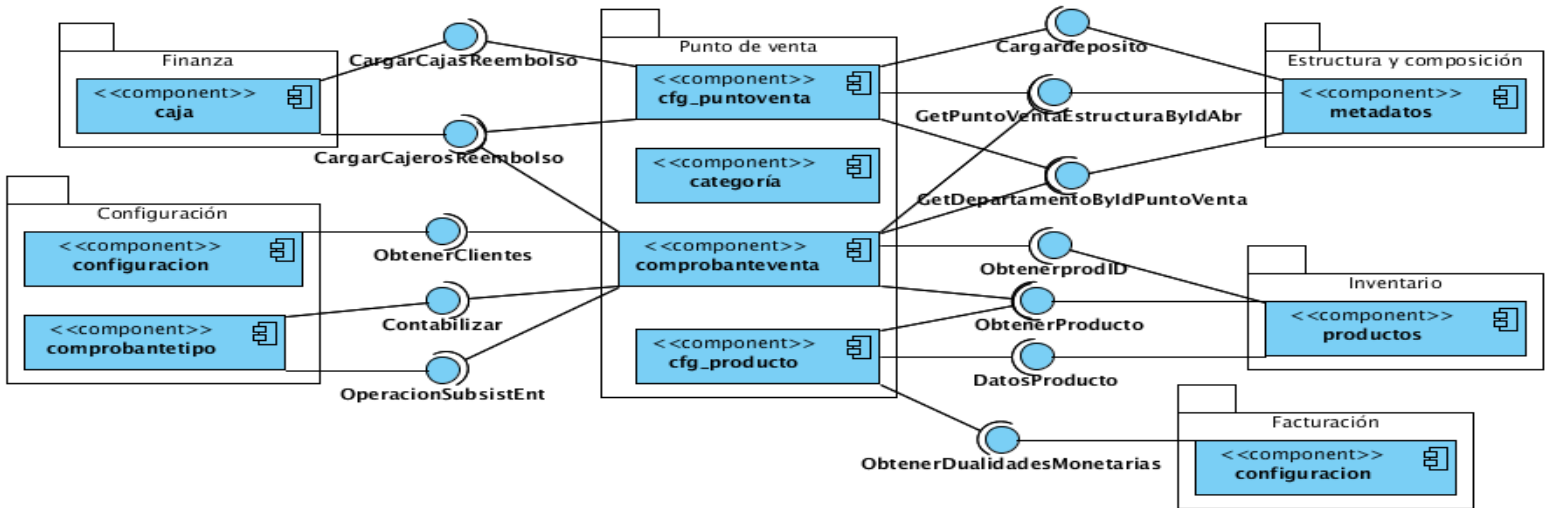 Finanza
<<component>>
caja
CargarCajasReembolso
CargarCajerosReembolso
Configuración
<<component>>
configuracion
<<component>>
comprobantetipo
ObtenerClientes
Contabilizar
OperacionSubsistEnt
Punto de venta
<<component>>
cfg_puntoventa
<<component>>
categoría
<<component>>
comprobanteventa
<<component>>
cfg_producto
Cargardeposito
GetPuntoVentaEstructuraByIdAbr
GetDepartamentoByIdPuntoVenta
ObtenerprodID
ObtenerProducto
DatosProducto
ObtenerDualidadesMonetarias
Estructura y composición
<<component>>
metadatos
Inventario
<<component>>
productos
Facturación
<<component>>
configuracion